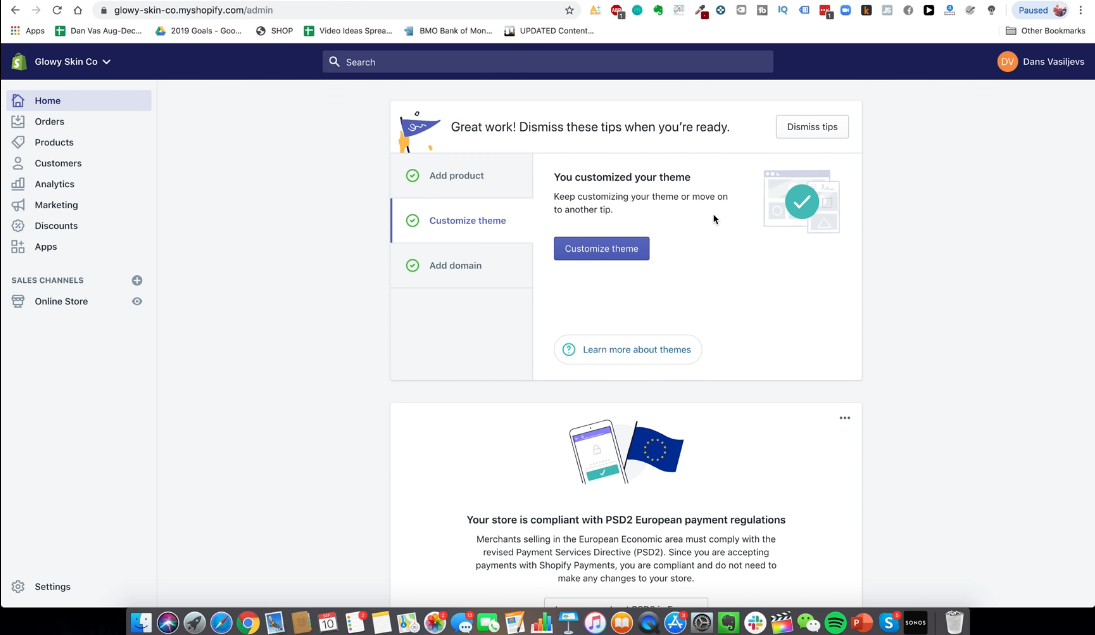 glowy-skin-co.myshopify.com/admin
Paused
Apps
Dan Vas Aug-Dec...
2019 Goals - Goo...
SHOP
Video Ideas Sprea...
BMO Bank of Mon...
UPDATED Content...
Other Bookmarks
Glowy Skin Co
Search
DV
Dans Vasiljevs
Home
Orders
Products
Customers
Analytics
Marketing
Discounts
Apps
SALES CHANNELS
Online Store
Settings
Great work! Dismiss these tips when you're ready.
Dismiss tips
Add product
Customize theme
Add domain
You customized your theme
Keep customizing your theme or move on
to another tip.
Customize theme
Learn more about themes
Your store is compliant with PSD2 European payment regulations
Merchants selling in the European Economic area must comply with the
revised Payment Services Directive (PSD2). Since you are accepting
payments with Shopify Payments, you are compliant and do not need to
make any changes to your store.
10
SONOS